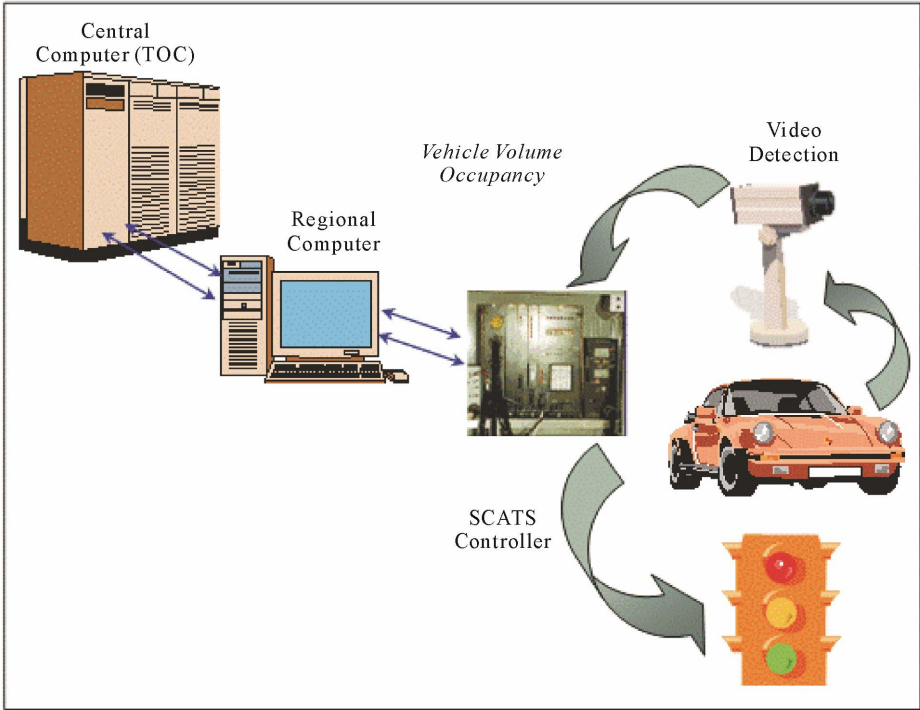 Central
Computer (TOC)
Vehicle Volume
Occupancy
Video
Detection
Regional
Computer
SCATS
Controller